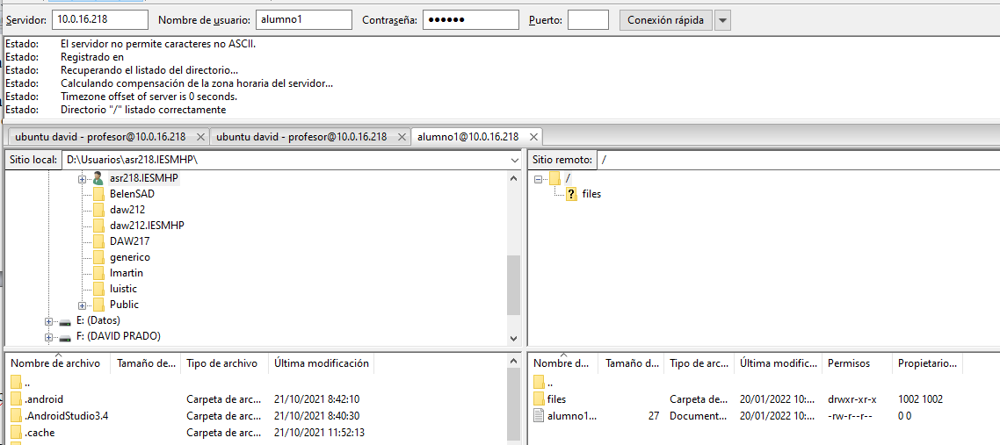 Servidor: 10.0.16.218 Nombre de usuario: alumno1 Contraseña: ●●●●●● Puerto: Conexión rápida
Estado: El servidor no permite caracteres no ASCII.
Estado: Registrado en
Estado: Recuperando el listado del directorio...
Estado: Calculando compensación de la zona horaria del servidor...
Estado: Timezone offset of server is 0 seconds.
Estado: Directorio "/" listado correctamente
ubuntu david - profesor@10.0.16.218 ubuntu david - profesor@10.0.16.218 alumno1@10.0.16.218
Sitio local: D:\Usuarios\asr218.IESMHP\
asr218.IESMHP
BelenSAD
daw212
daw212.IESMHP
DAW217
generico
lmartin
luistic
Public
E: (Datos)
F: (DAVID PRADO)
Sitio remoto: /
/
files
Nombre de archivo Tamaño de... Tipo de archivo Última modificación
..
.android Carpeta de arc... 21/10/2021 8:42:10
.AndroidStudio3.4 Carpeta de arc... 21/10/2021 8:40:30
.cache Carpeta de arc... 21/10/2021 11:52:13
Nombre d... Tamaño d... Tipo de arc... Última modific... Permisos Propietario...
..
files Carpeta de... 20/01/2022 10:... drwxr-xr-x 1002 1002
alumno1... 27 Document... 20/01/2022 10:... -rw-r--r-- 0 0